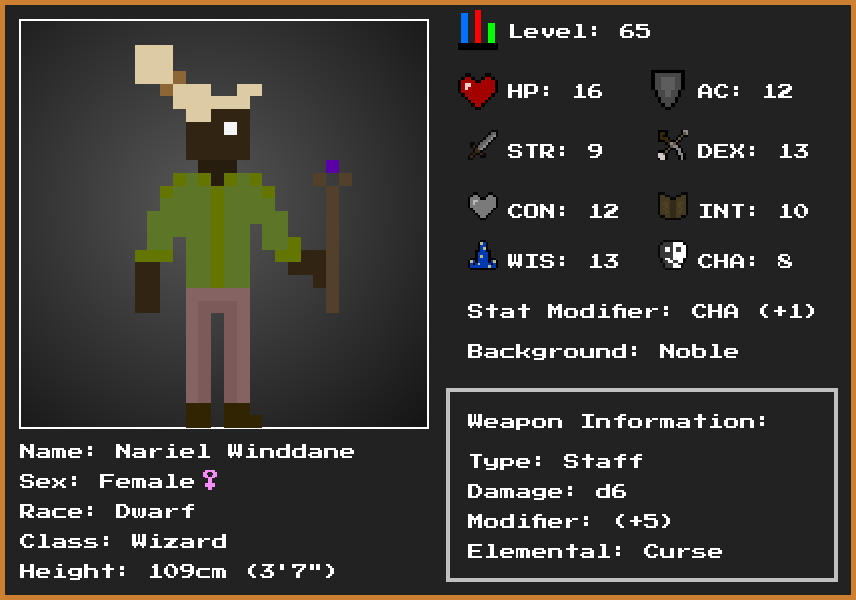 Level: 65
HP: 16
AC: 12
STR: 9
DEX: 13
CON: 12
INT: 10
WIS: 13
CHA: 8
Stat Modifier: CHA (+1)
Background: Noble
Weapon Information:
Type: Staff
Damage: d6
Modifier: (+5)
Elemental: Curse
Name: Nariel Winddane
Sex: Female♀
Race: Dwarf
Class: Wizard
Height: 109cm (3'7")